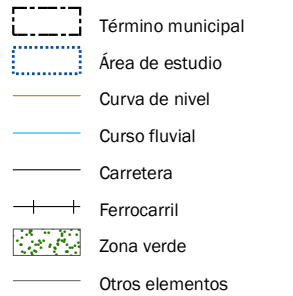 Término municipal
Área de estudio
Curva de nivel
Curso fluvial
Carretera
Ferrocarril
Zona verde
Otros elementos